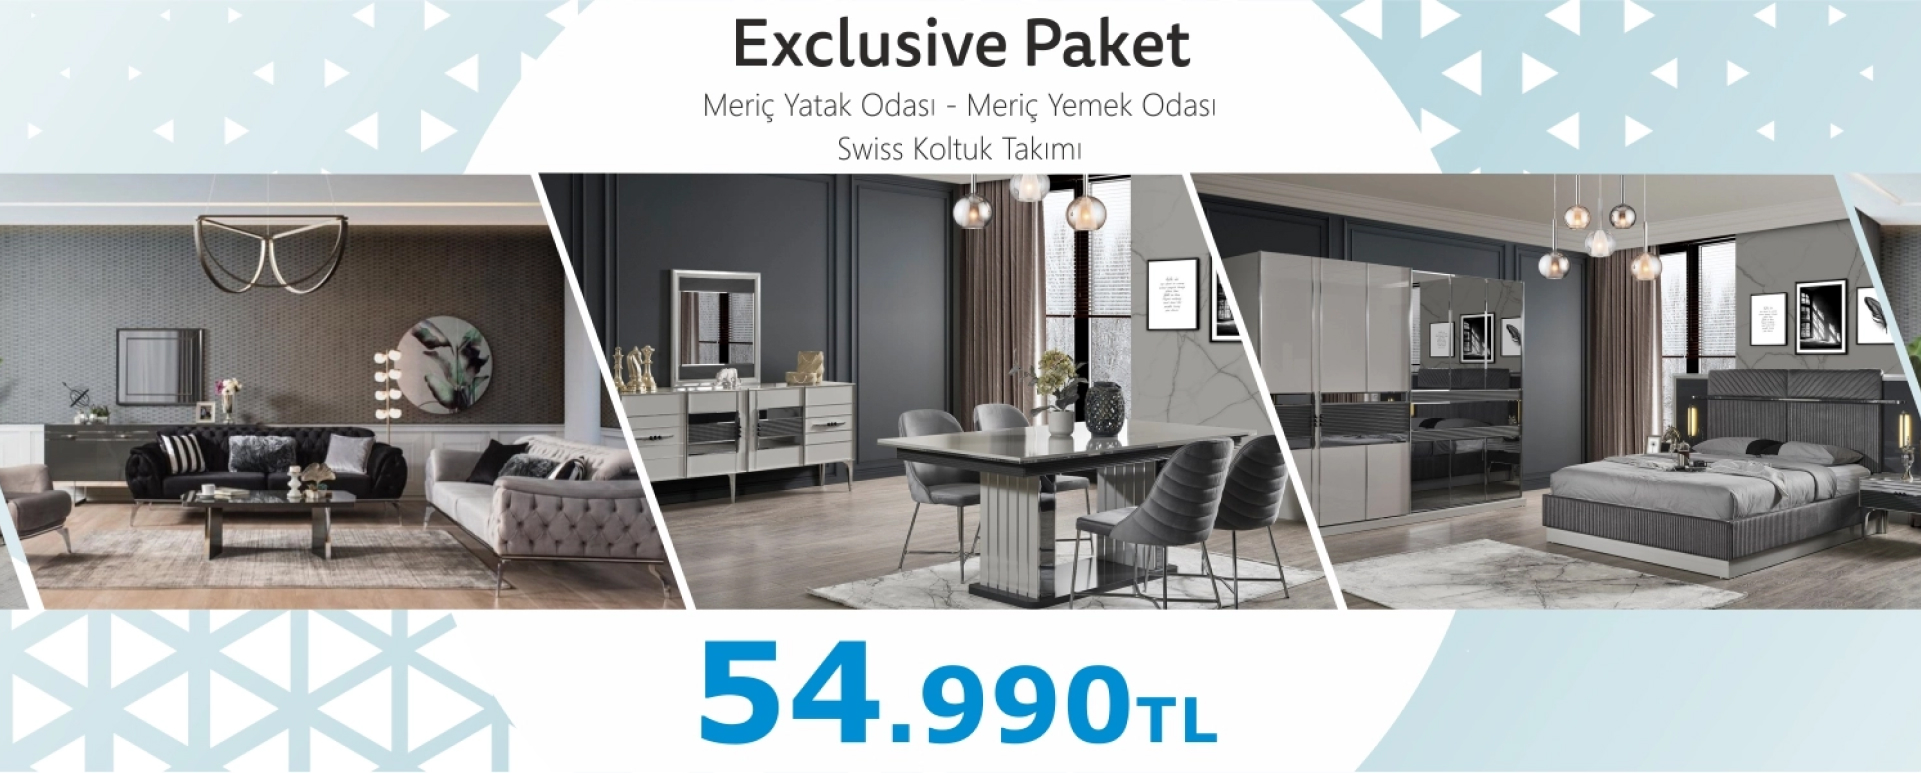 Exclusive Paket
Meriç Yatak Odası - Meriç Yemek Odası
Swiss Koltuk Takımı
54.990TL